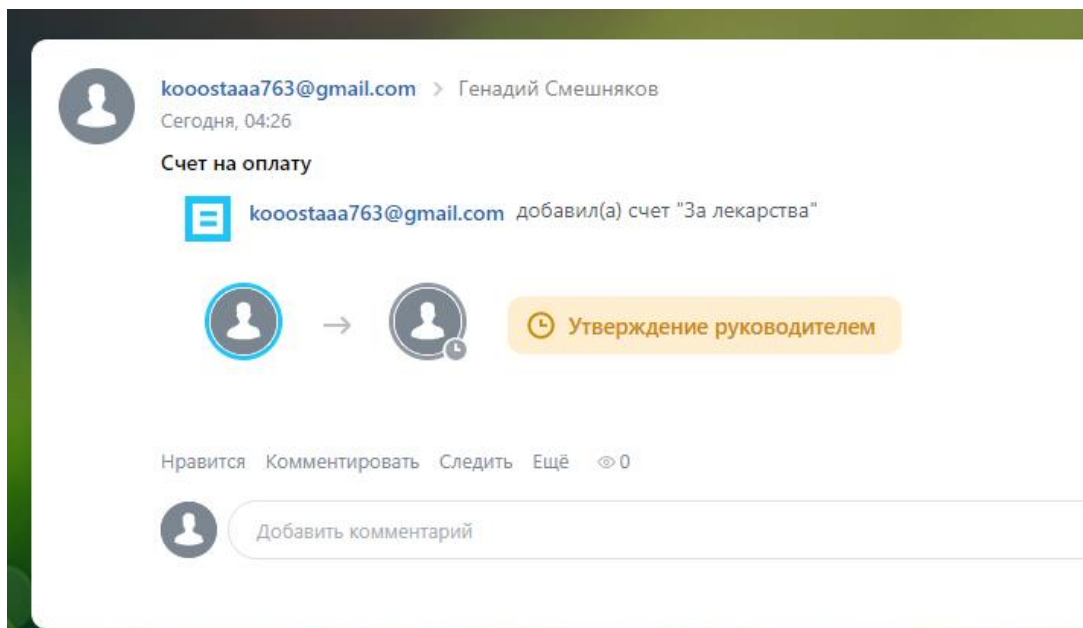 kooostaaa763@gmail.com > Генадий Смешняков
Сегодня, 04:26
Счет на оплату
kooostaaa763@gmail.com добавил(а) счет "За лекарства"
→ Утверждение руководителем
Нравится Комментировать Следить Ещё 0
Добавить комментарий